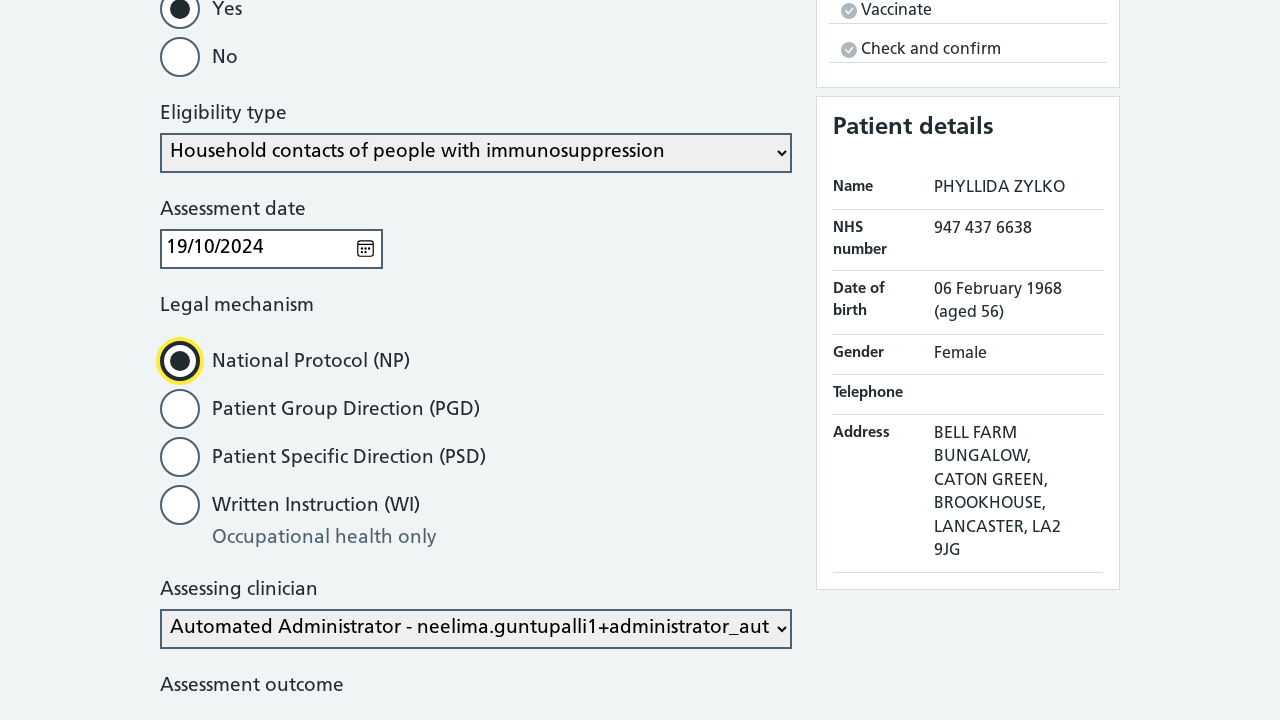 Yes
No
Eligibility type
Household contacts of people with immunosuppression
Assessment date
19/10/2024
Legal mechanism
National Protocol (NP)
Patient Group Direction (PGD)
Patient Specific Direction (PSD)
Written Instruction (WI)
Occupational health only
Assessing clinician
Automated Administrator - neelima.guntupalli1+administrator_aut
Assessment outcome
Vaccinate
Check and confirm
Patient details
Name PHYLLIDA ZYLKO
NHS number 947 437 6638
Date of birth 06 February 1968 (aged 56)
Gender Female
Telephone
Address BELL FARM
BUNGALOW,
CATON GREEN,
BROOKHOUSE,
LANCASTER, LA2
9JG